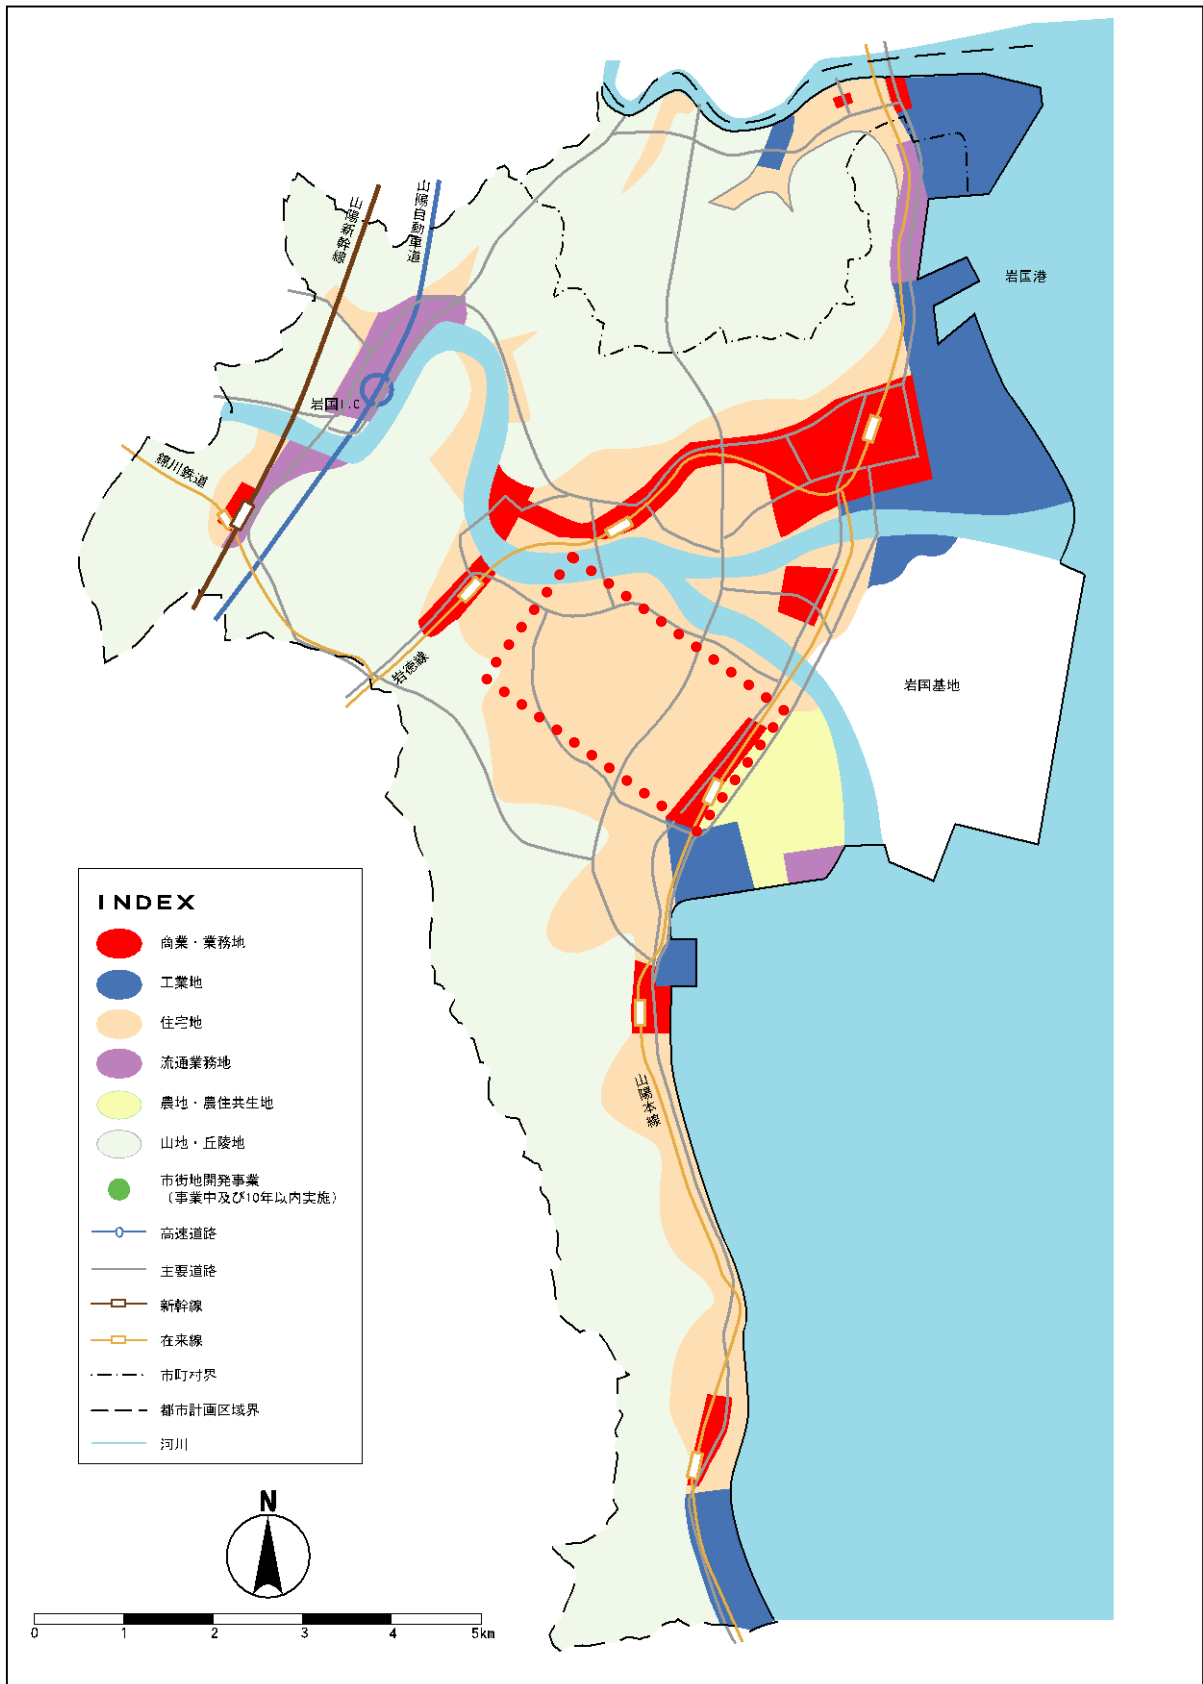 山陽新幹線
山陽自動車道
岩国港
岩国I.C
錦川鉄道
岩徳線
岩国基地
山陽本線
INDEX
商業・業務地
工業地
住宅地
流通業務地
農地・農住共生地
山地・丘陵地
市街地開発事業
（事業中及び10年以内実施）
高速道路
主要道路
新幹線
在来線
市町村界
都市計画区域界
河川
N
0 1 2 3 4 5km